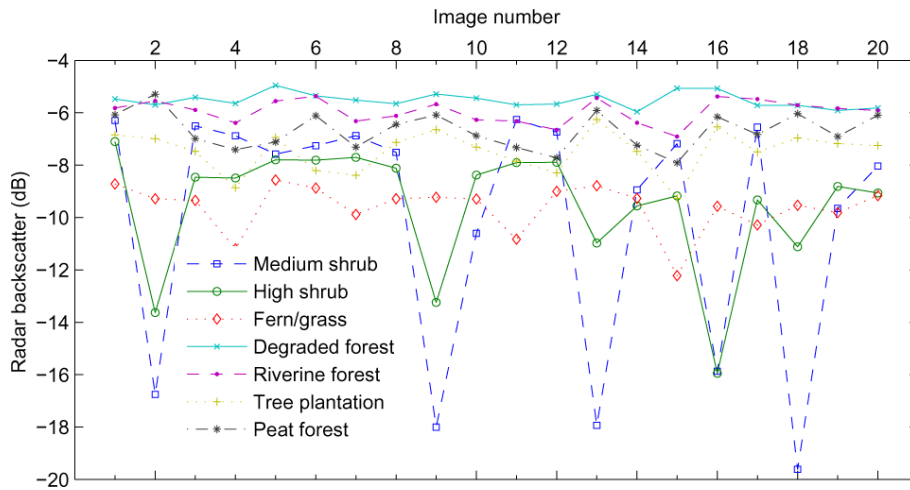 Image number
2 4 6 8 10 12 14 16 18 20
−4
−6
−8
−10
−12
−14
−16
−18
−20
Radar backscatter (dB)
Medium shrub
High shrub
Fern/grass
Degraded forest
Riverine forest
Tree plantation
Peat forest